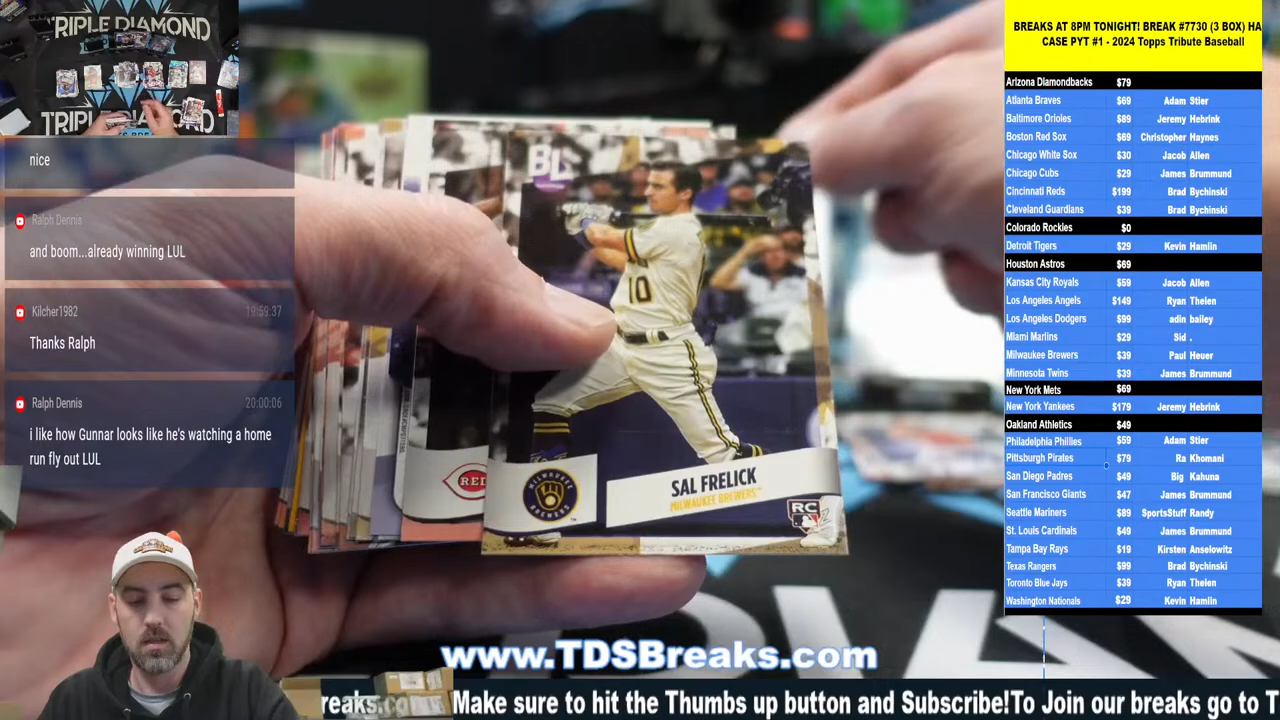 TRIPLE DIAMOND
TRIPLE DIAMOND
nice
Ralph Dennis
and boom...already winning LUL
Kilcher1982 19:59:37
Thanks Ralph
Ralph Dennis 20:00:06
i like how Gunnar looks like he's watching a home
run fly out LUL
10
RED
SAL FRELICK
MILWAUKEE BREWERS™
RC
BREAKS AT 8PM TONIGHT! BREAK #7730 (3 BOX) HA
CASE PYT #1 - 2024 Topps Tribute Baseball
Arizona Diamondbacks $79
Atlanta Braves $69 Adam Stier
Baltimore Orioles $89 Jeremy Hebrink
Boston Red Sox $69 Christopher Haynes
Chicago White Sox $30 Jacob Allen
Chicago Cubs $29 James Brummund
Cincinnati Reds $199 Brad Bychinski
Cleveland Guardians $39 Brad Bychinski
Colorado Rockies $0
Detroit Tigers $29 Kevin Hamlin
Houston Astros $69
Kansas City Royals $59 Jacob Allen
Los Angeles Angels $149 Ryan Thelen
Los Angeles Dodgers $99 adin bailey
Miami Marlins $29 Sid .
Milwaukee Brewers $39 Paul Heuer
Minnesota Twins $39 James Brummund
New York Mets $69
New York Yankees $179 Jeremy Hebrink
Oakland Athletics $49
Philadelphia Phillies $59 Adam Stier
Pittsburgh Pirates $79 Ra Khomani
San Diego Padres $49 Big Kahuna
San Francisco Giants $47 James Brummund
Seattle Mariners $89 SportsStuff Randy
St. Louis Cardinals $49 James Brummund
Tampa Bay Rays $19 Kirsten Anselowitz
Texas Rangers $99 Brad Bychinski
Toronto Blue Jays $39 Ryan Thelen
Washington Nationals $29 Kevin Hamlin
www.TDSBreaks.com
reaks.co Make sure to hit the Thumbs up button and Subscribe!To Join our breaks go to T